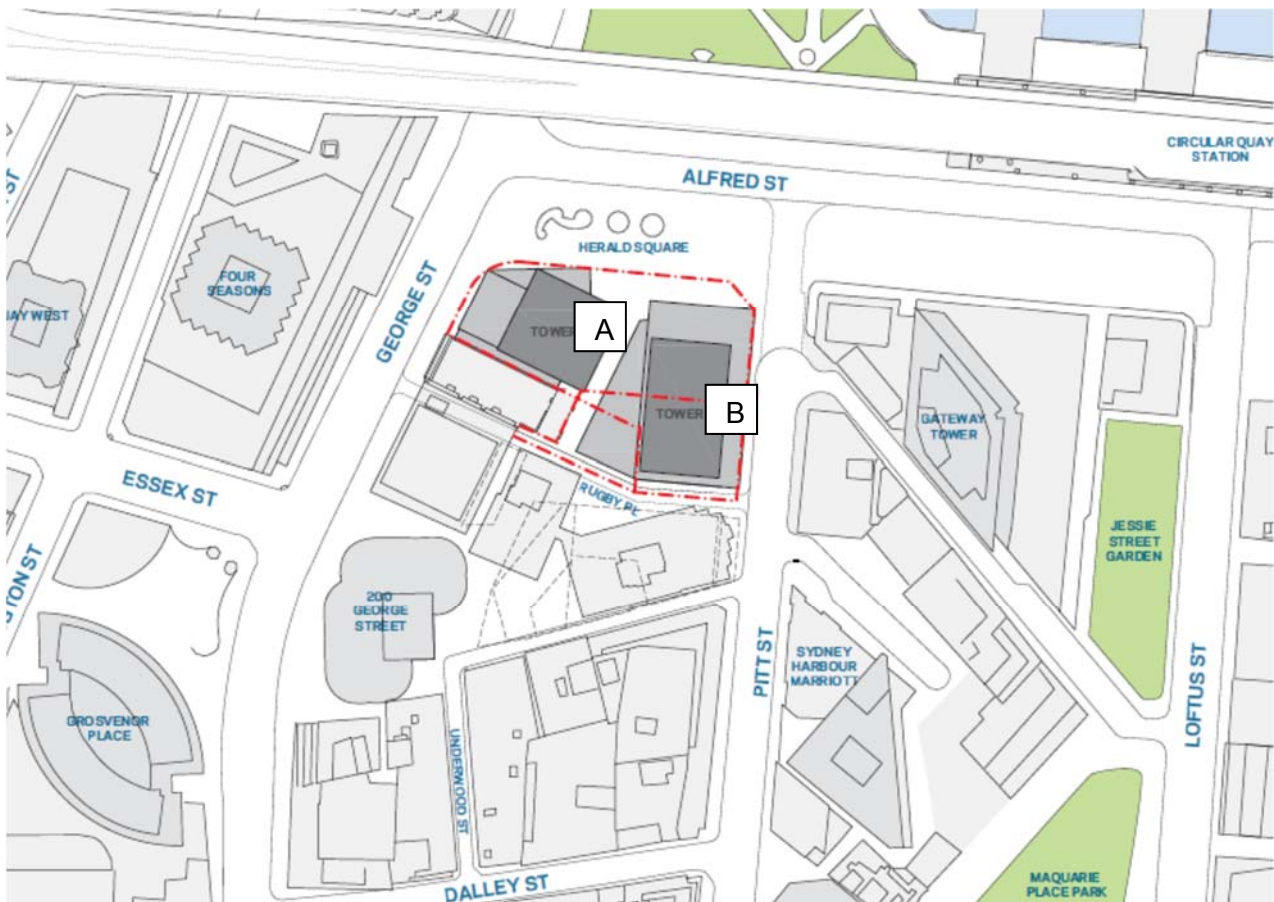 CIRCULAR QUAY
STATION
ALFRED ST
HERALD SQUARE
FOUR
SEASONS
GEORGE ST
TOWER
A
TOWER
B
GATEWAY
TOWER
ESSEX ST
RUGBY PL
JESSIE
STREET
GARDEN
200
GEORGE
STREET
PITT ST
SYDNEY
HARBOUR
MARRIOTT
LOFTUS ST
GROSVENOR
PLACE
UNDERWOOD ST
DALLEY ST
MAQUARIE
PLACE PARK